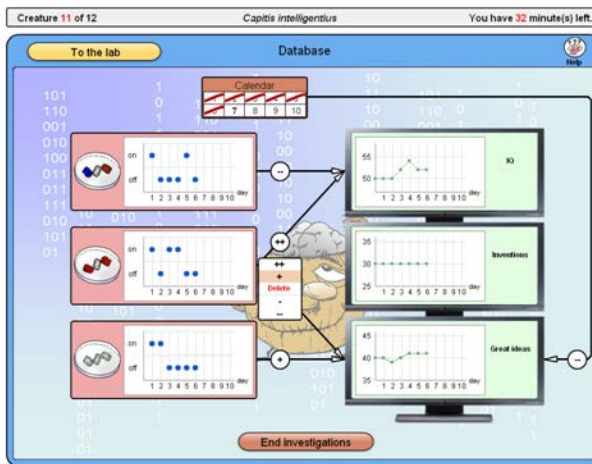 Creature 11 of 12
Capitis intelligentius
You have 32 minute(s) left.
To the lab
Database
Help
Calendar
7 8 9 10
on
off
1 2 3 4 5 6 7 8 9 10 day
--
55
50
IQ
1 2 3 4 5 6 7 8 9 10
++
on
off
1 2 3 4 5 6 7 8 9 10 day
++
+
Delete
-
--
35
30
25
Inventions
1 2 3 4 5 6 7 8 9 10
on
off
1 2 3 4 5 6 7 8 9 10 day
+
45
40
35
Great ideas
1 2 3 4 5 6 7 8 9 10
--
End investigations